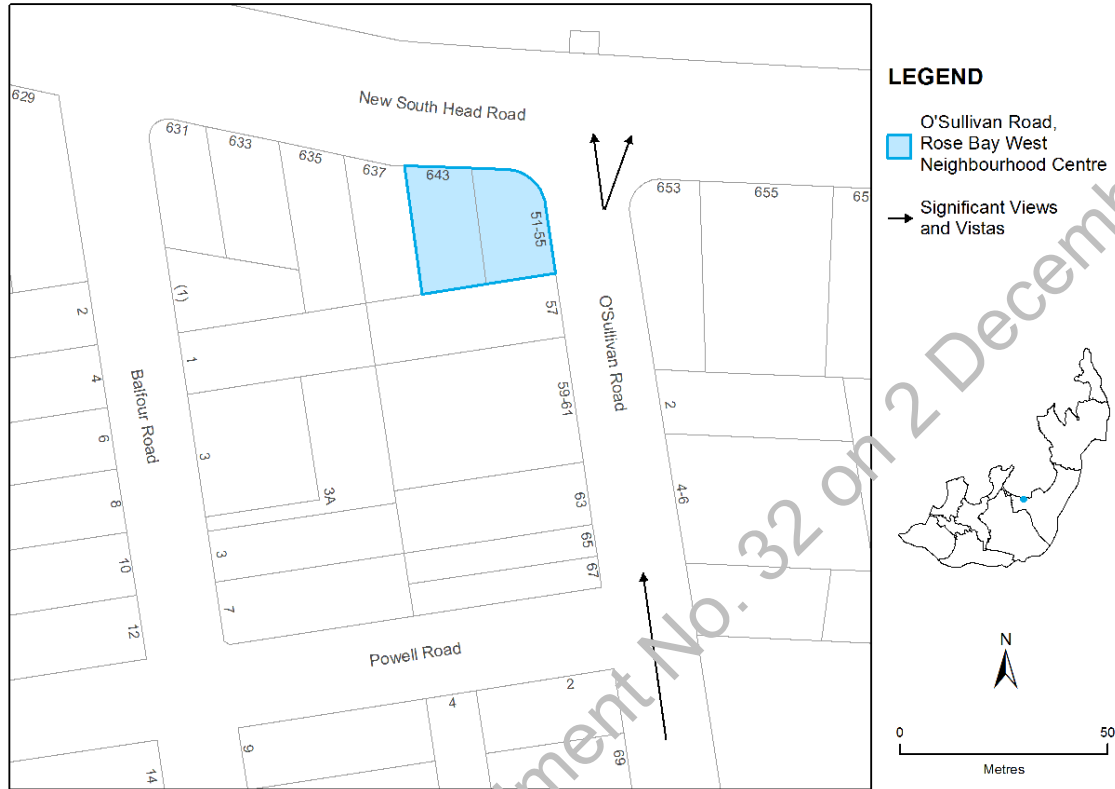 629
New South Head Road
631
633
635
637
643
51-55
653
655
65
(1)
2
57
O'Sullivan Road
1
Balfour Road
4
59-61
2
6
3
3A
4-6
8
63
3
65
10
67
7
12
Powell Road
2
4
9
69
14
LEGEND
O'Sullivan Road,
Rose Bay West
Neighbourhood Centre
Significant Views
and Vistas
N
0 50
Metres
iment No. 32 on 2 Decemb